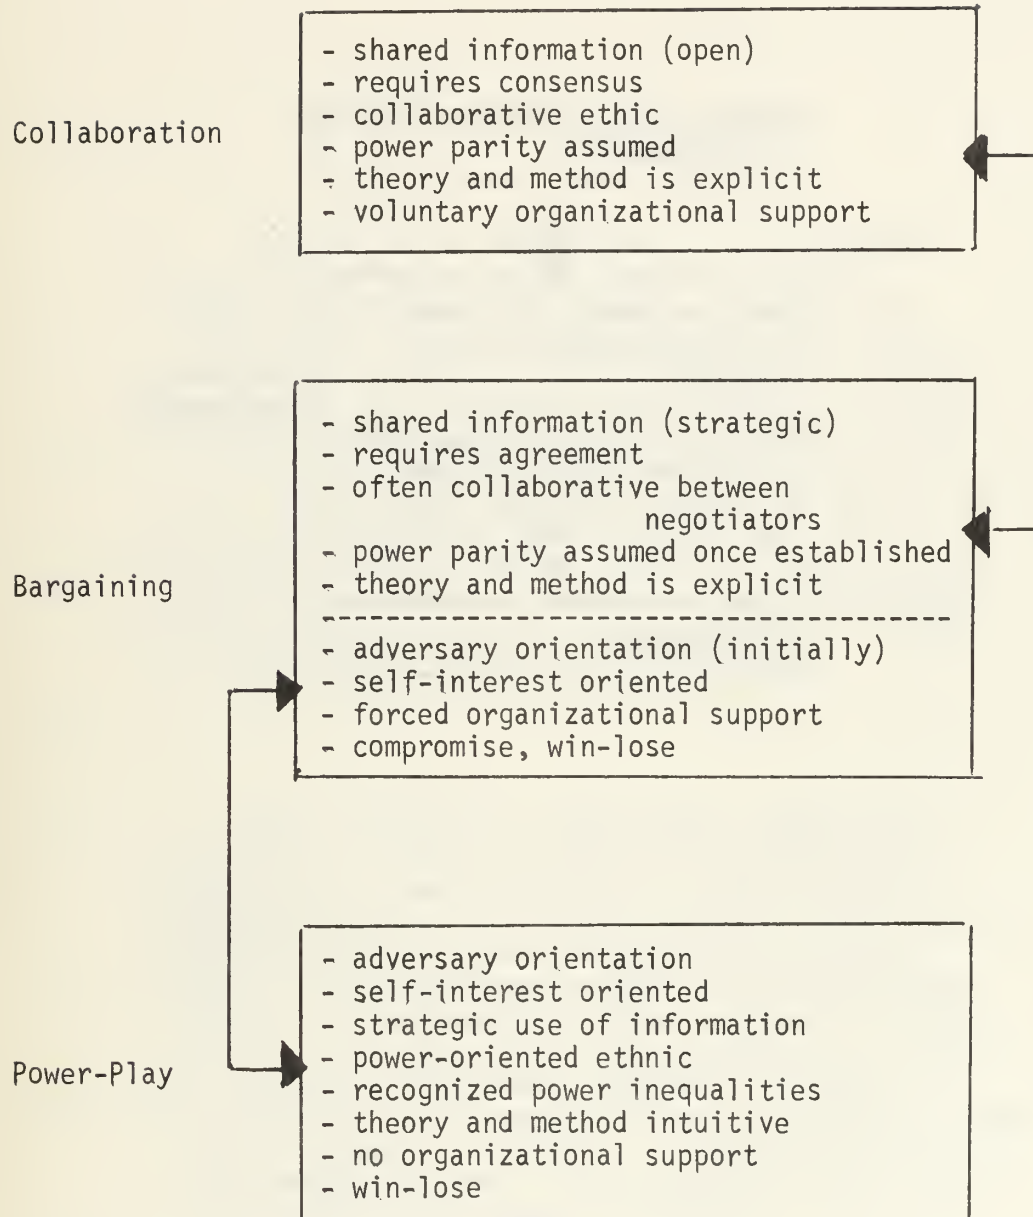 - shared information (open)
- requires consensus
- collaborative ethic
Collaboration
- power parity assumed
- theory and method is explicit
- voluntary organizational support
- shared information (strategic)
- requires agreement
- often collaborative between
negotiators
- power parity assumed once established
Bargaining
- theory and method is explicit
- adversary orientation (initially)
- self-interest oriented
- forced organizational support
- compromise, win-lose
- adversary orientation
- self-interest oriented
- strategic use of information
- power-oriented ethnic
Power-Play
- recognized power inequalities
- theory and method intuitive
- no organizational support
- win-lose